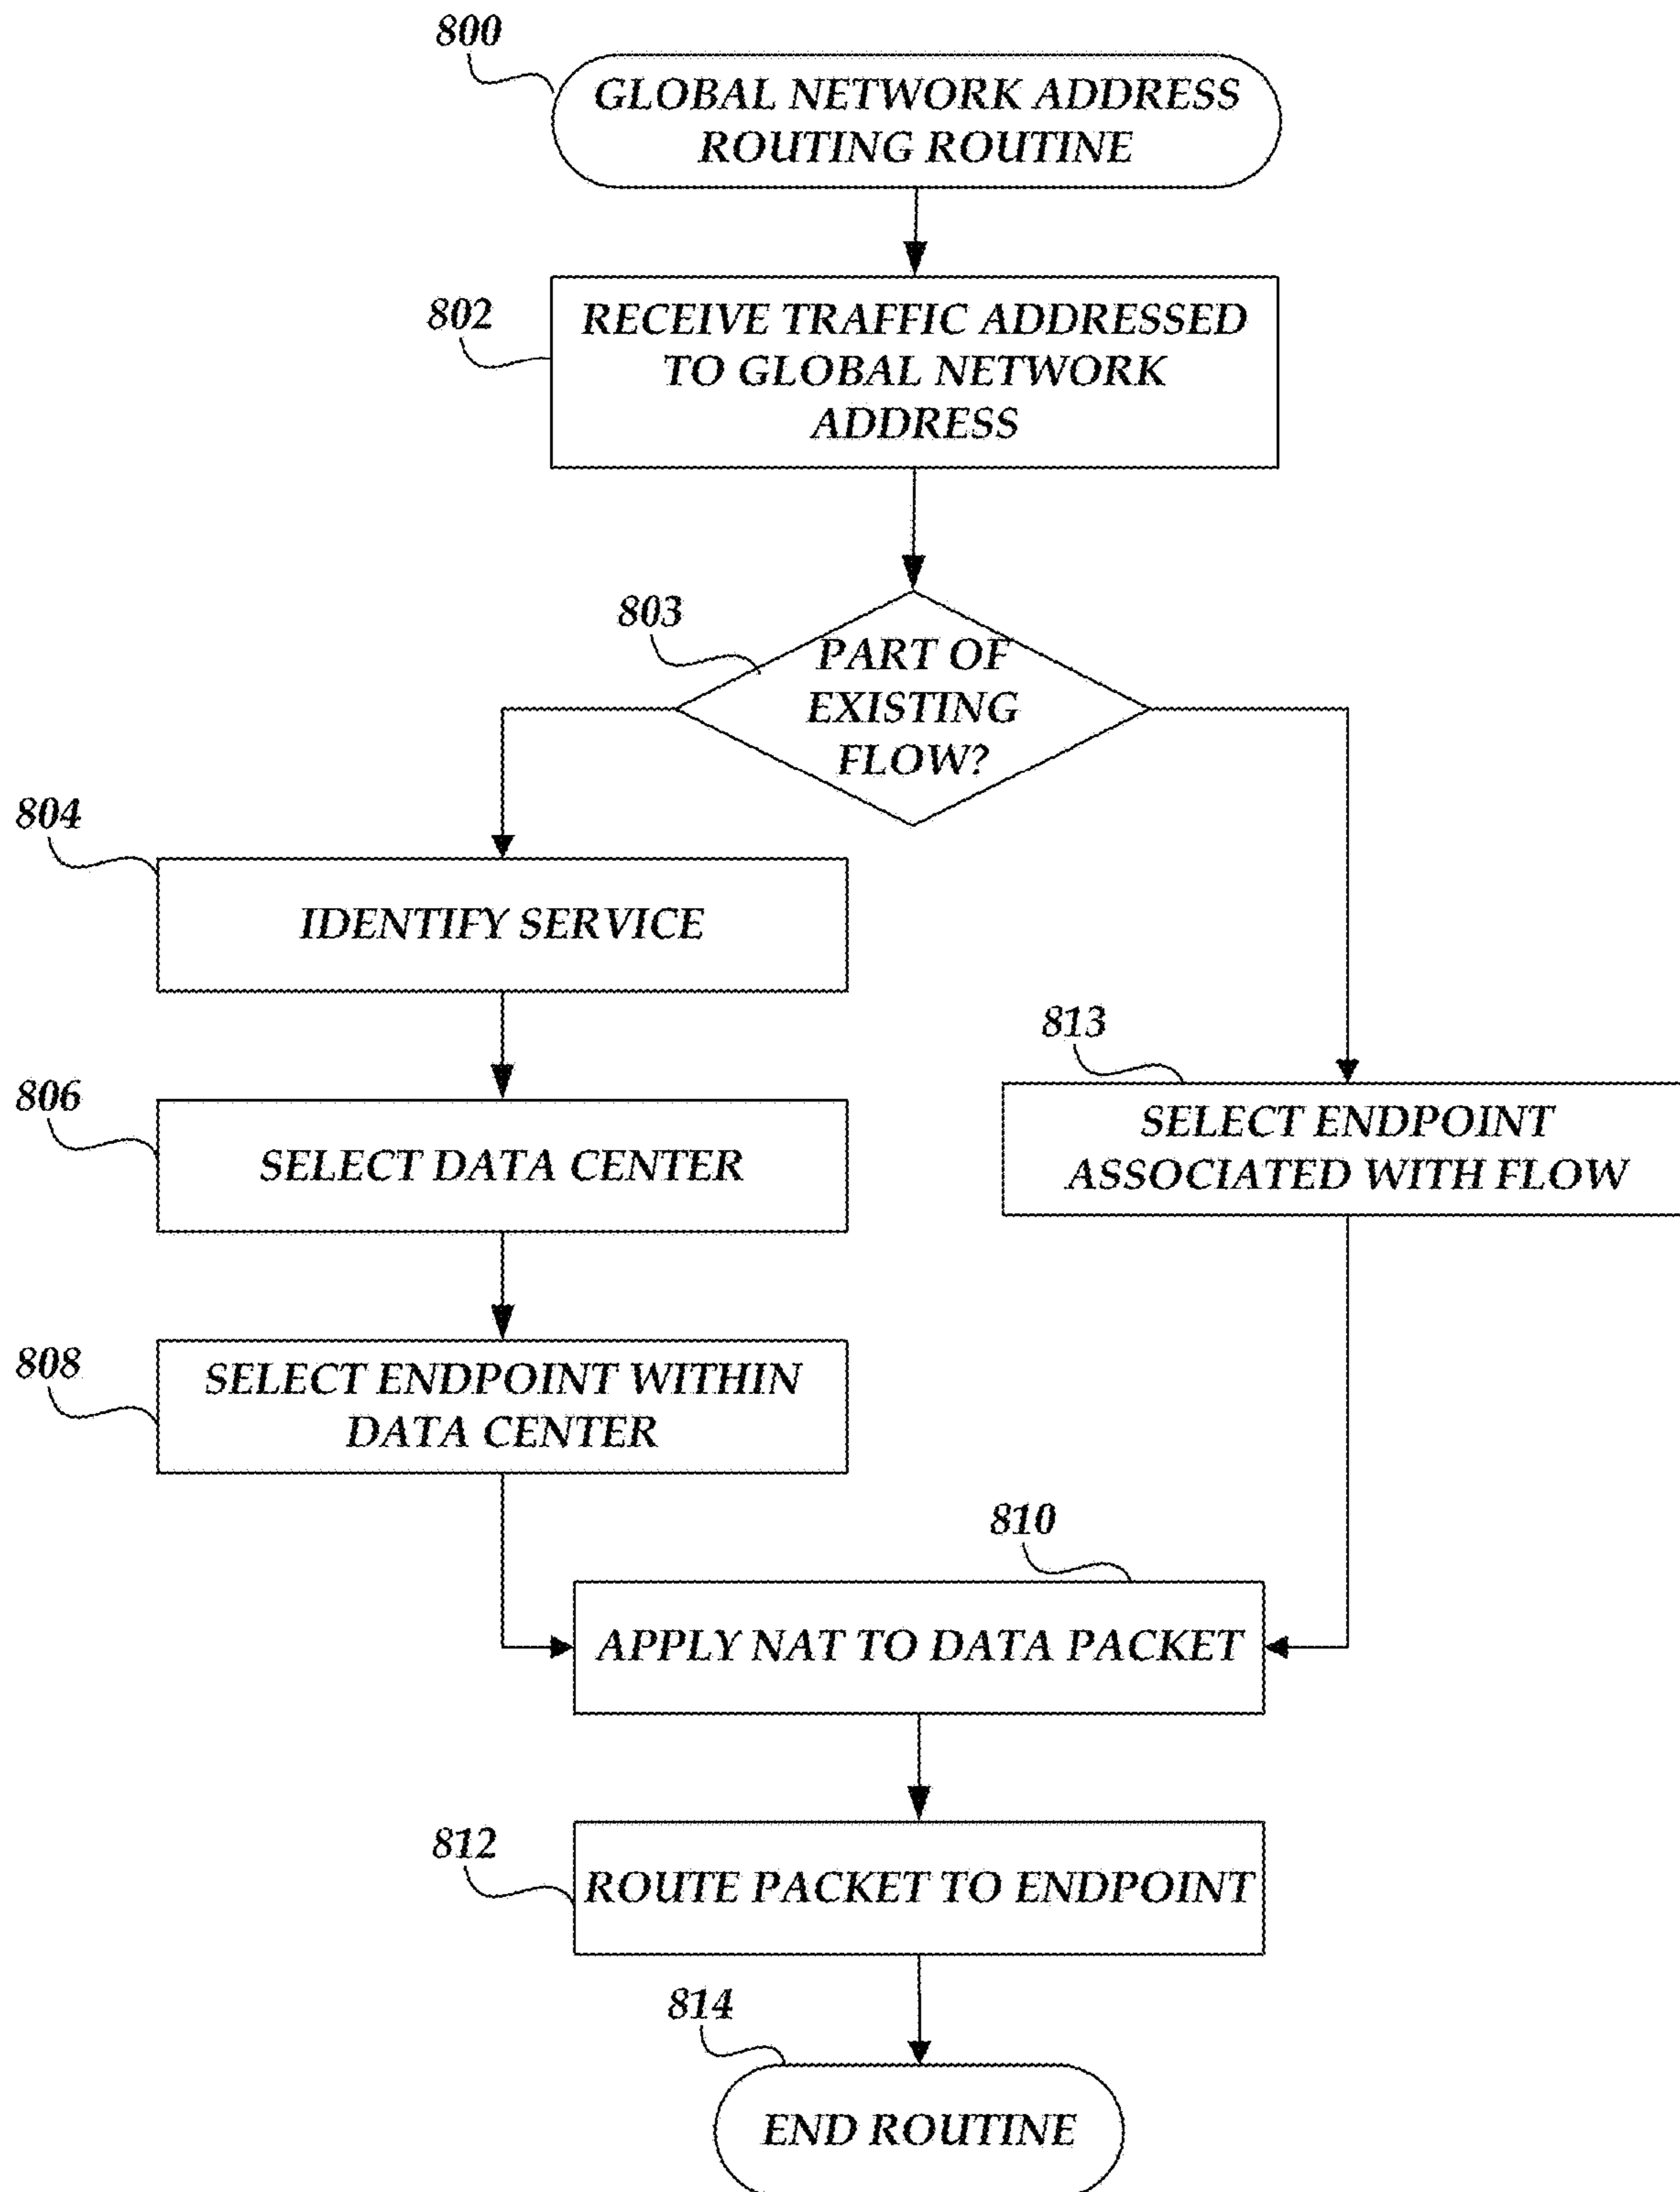 800
GLOBAL NETWORK ADDRESS
ROUTING ROUTINE
802
RECEIVE TRAFFIC ADDRESSED
TO GLOBAL NETWORK
ADDRESS
803
PART OF
EXISTING
FLOW?
804
IDENTIFY SERVICE
806
SELECT DATA CENTER
808
SELECT ENDPOINT WITHIN
DATA CENTER
813
SELECT ENDPOINT
ASSOCIATED WITH FLOW
810
APPLY NAT TO DATA PACKET
812
ROUTE PACKET TO ENDPOINT
814
END ROUTINE